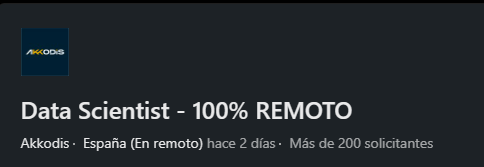 AKKODIS
Data Scientist - 100% REMOTO
Akkodis · España (En remoto) hace 2 días · Más de 200 solicitantes